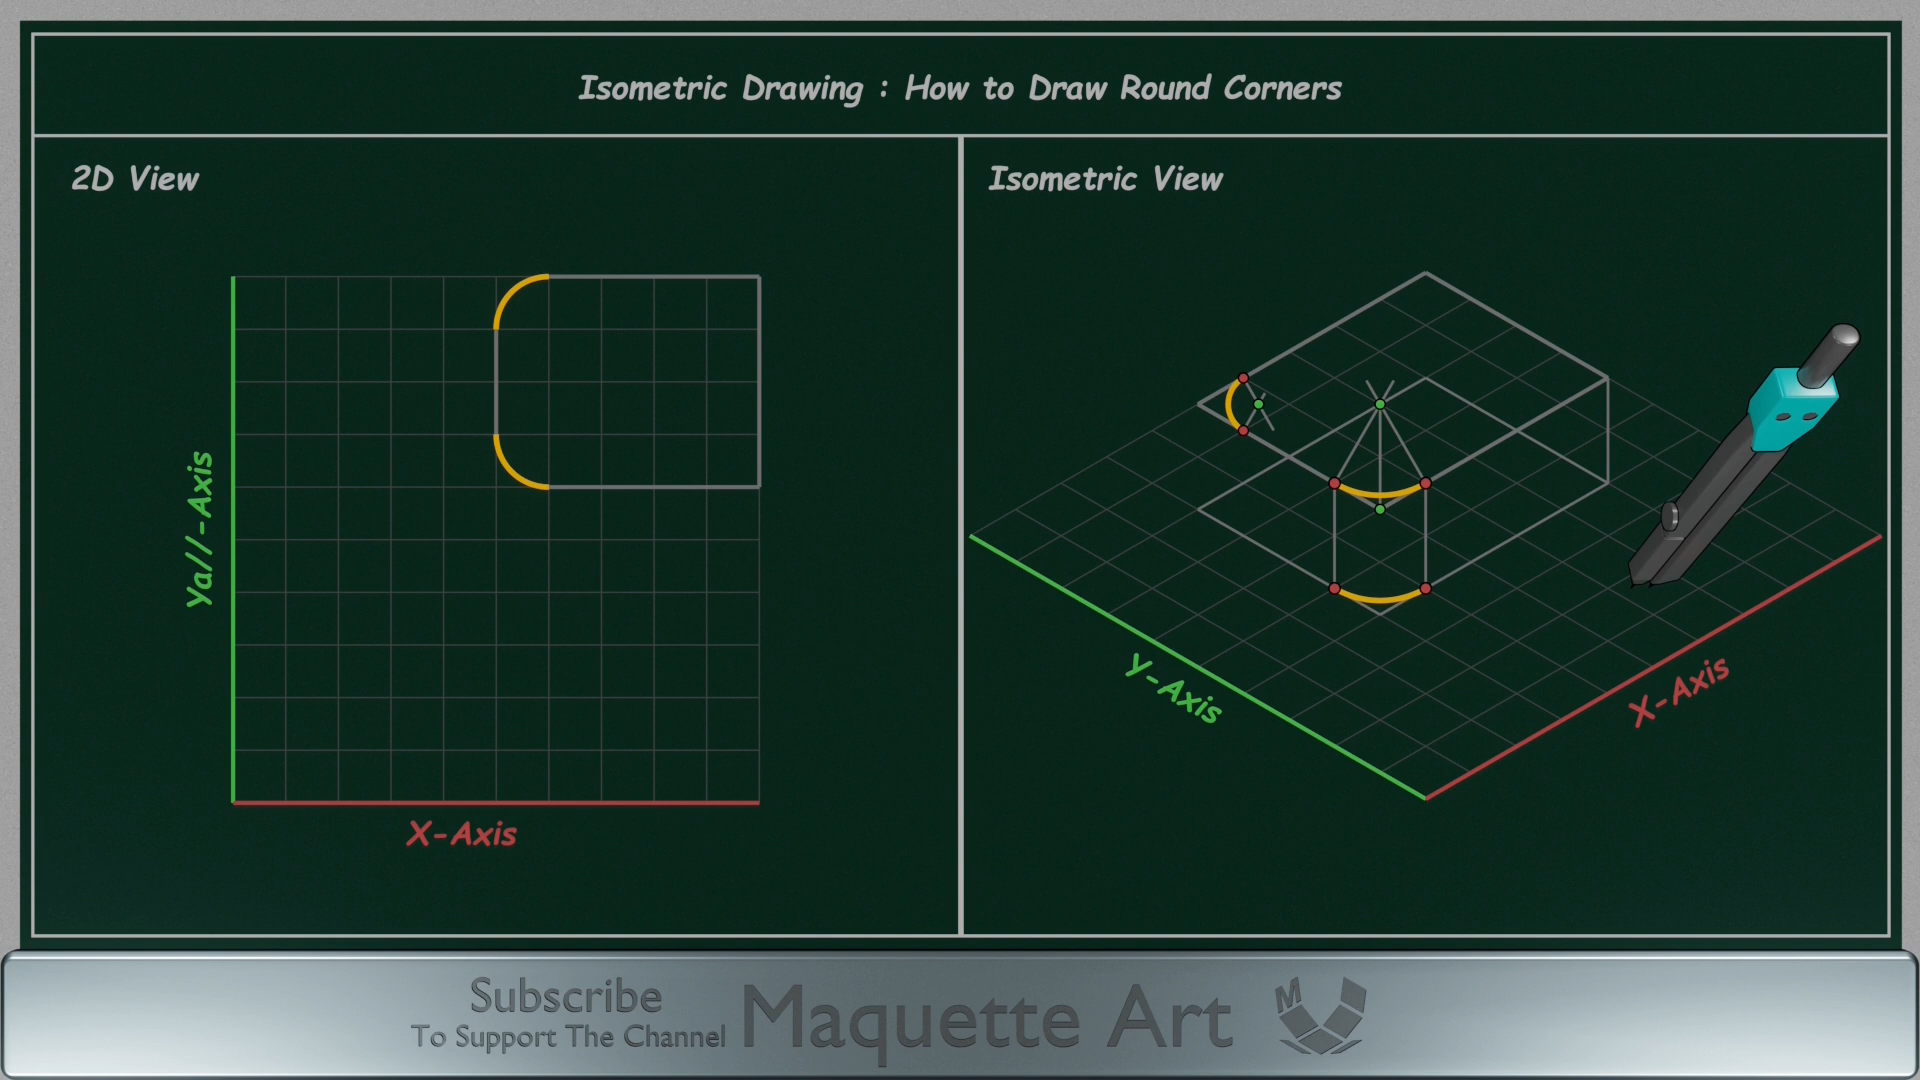 Isometric Drawing : How to Draw Round Corners
2D View
Isometric View
Ya//-Axis
X-Axis
Y-Axis
X-Axis
Subscribe
To Support The Channel
Maquette Art
M